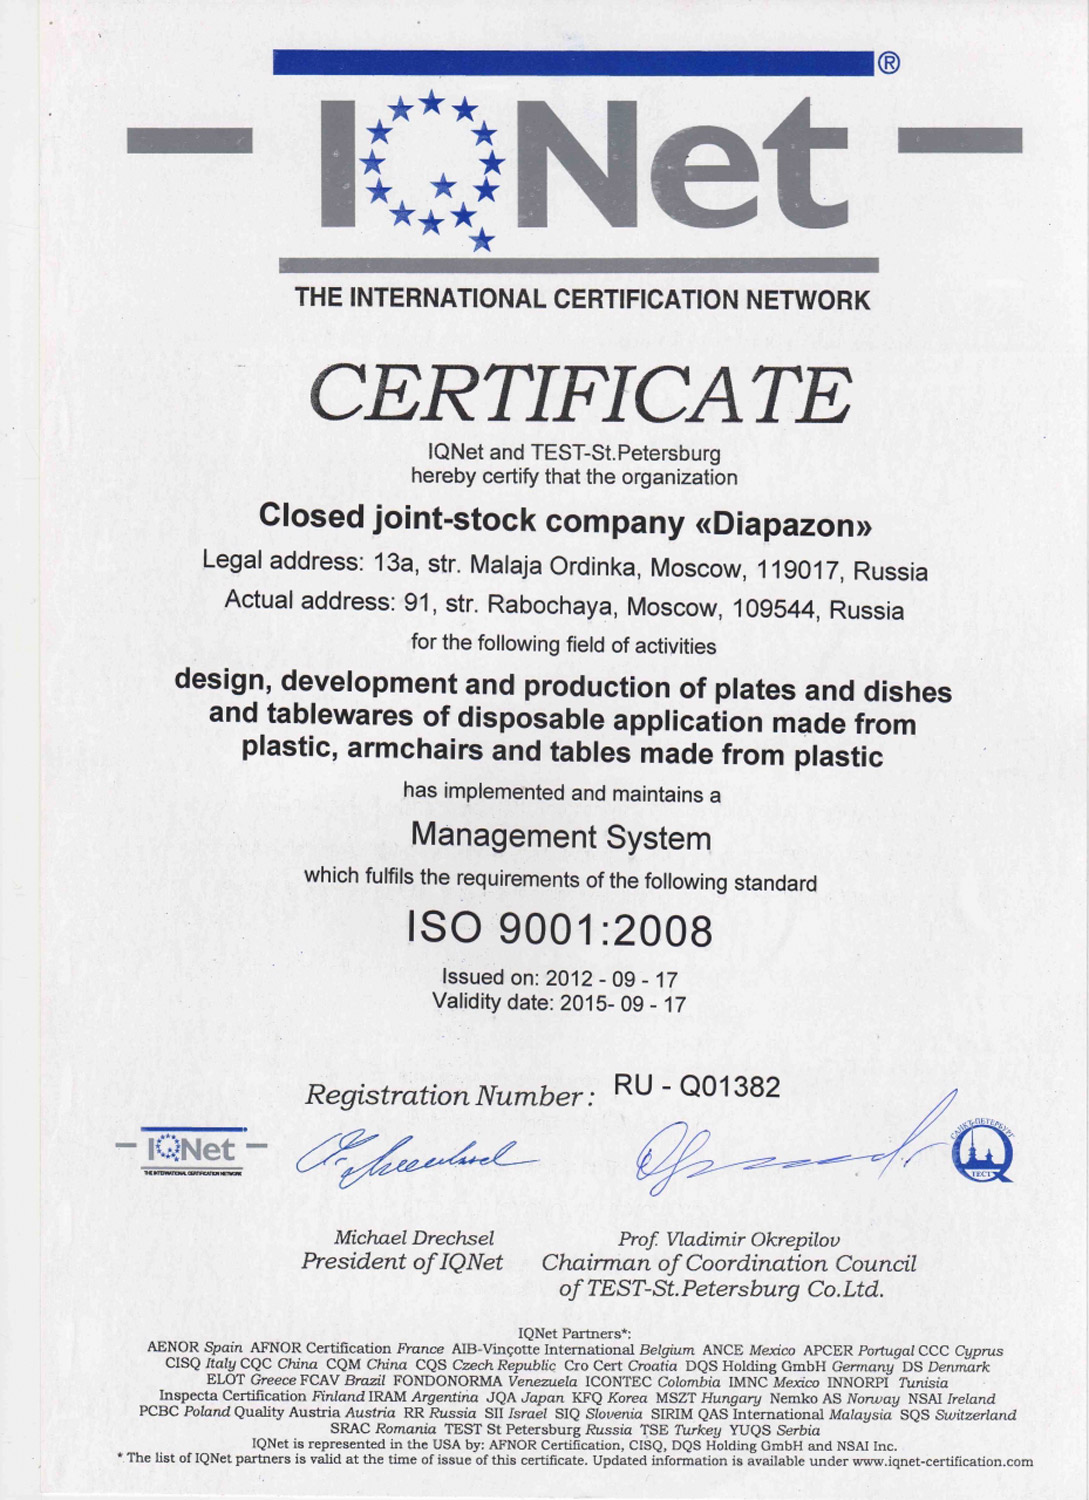 IQNet®
THE INTERNATIONAL CERTIFICATION NETWORK
CERTIFICATE
IQNet and TEST-St.Petersburg
hereby certify that the organization
Closed joint-stock company «Diapazon»
Legal address: 13a, str. Malaja Ordinka, Moscow, 119017, Russia
Actual address: 91, str. Rabochaya, Moscow, 109544, Russia
for the following field of activities
design, development and production of plates and dishes
and tablewares of disposable application made from
plastic, armchairs and tables made from plastic
has implemented and maintains a
Management System
which fulfils the requirements of the following standard
ISO 9001:2008
Issued on: 2012 - 09 - 17
Validity date: 2015- 09 - 17
Registration Number: RU - Q01382
IQNet
THE INTERNATIONAL CERTIFICATION NETWORK
САНКТ-ПЕТЕРБУРГ
ТЕСТ
Michael Drechsel
President of IQNet
Prof. Vladimir Okrepilov
Chairman of Coordination Council
of TEST-St.Petersburg Co.Ltd.
IQNet Partners*:
AENOR Spain AFNOR Certification France AIB-Vinçotte International Belgium ANCE Mexico APCER Portugal CCC Cyprus
CISQ Italy CQC China CQM China CQS Czech Republic Cro Cert Croatia DQS Holding GmbH Germany DS Denmark
ELOT Greece FCAV Brazil FONDONORMA Venezuela ICONTEC Colombia IMNC Mexico INNORPI Tunisia
Inspecta Certification Finland IRAM Argentina JQA Japan KFQ Korea MSZT Hungary Nemko AS Norway NSAI Ireland
PCBC Poland Quality Austria Austria RR Russia SII Israel SIQ Slovenia SIRIM QAS International Malaysia SQS Switzerland
SRAC Romania TEST St Petersburg Russia TSE Turkey YUQS Serbia
IQNet is represented in the USA by: AFNOR Certification, CISQ, DQS Holding GmbH and NSAI Inc.
* The list of IQNet partners is valid at the time of issue of this certificate. Updated information is available under www.iqnet-certification.com